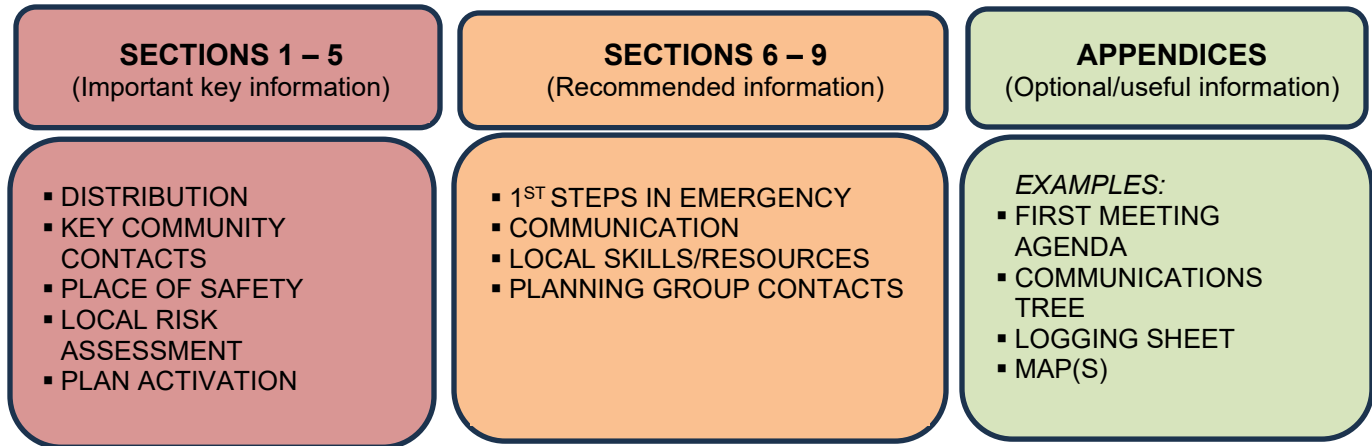 SECTIONS 1 – 5
(Important key information)
▪ DISTRIBUTION
▪ KEY COMMUNITY
CONTACTS
▪ PLACE OF SAFETY
▪ LOCAL RISK
ASSESSMENT
▪ PLAN ACTIVATION
SECTIONS 6 – 9
(Recommended information)
▪ 1ST STEPS IN EMERGENCY
▪ COMMUNICATION
▪ LOCAL SKILLS/RESOURCES
▪ PLANNING GROUP CONTACTS
APPENDICES
(Optional/useful information)
EXAMPLES:
▪ FIRST MEETING
AGENDA
▪ COMMUNICATIONS
TREE
▪ LOGGING SHEET
▪ MAP(S)